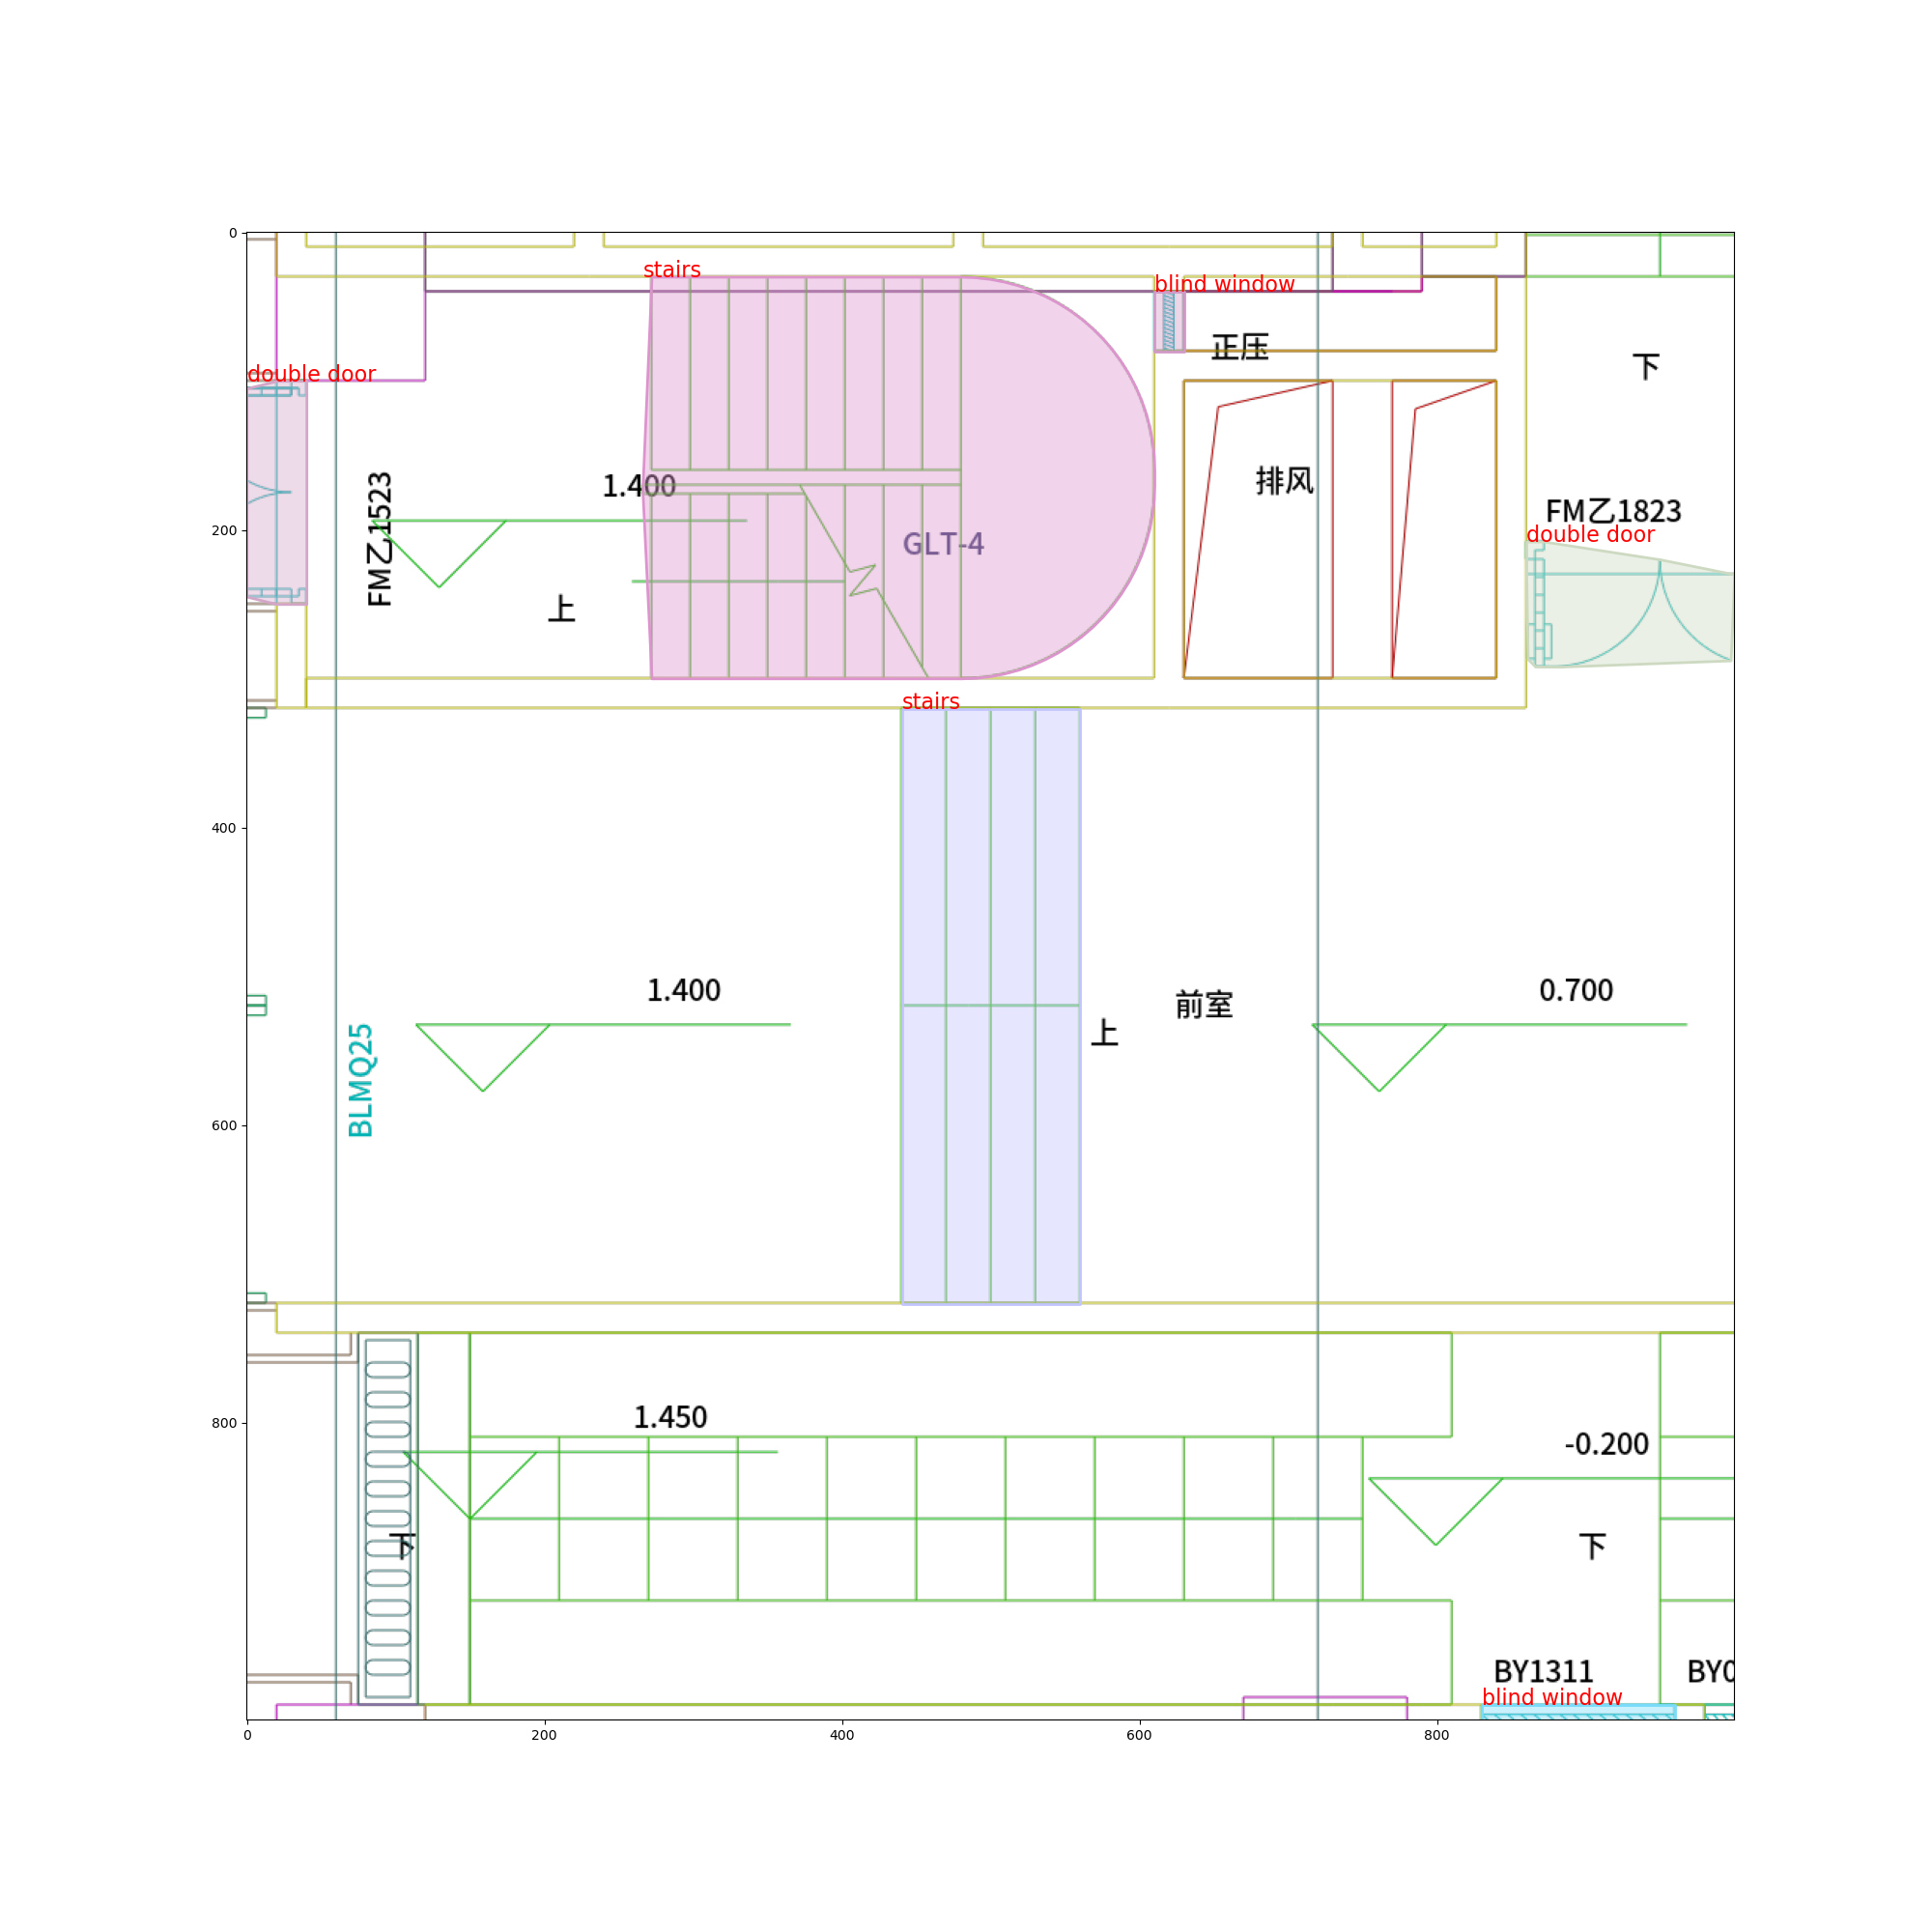 0
stairs
blind window
正压
下
double door
1.400
FM乙1523
排风
200
FM乙1823
double door
GLT-4
上
stairs
400
1.400
前室
0.700
上
BLMQ25
600
1.450
800
-0.200
下
下
BY1311
BY0
blind window
0
200
400
600
800